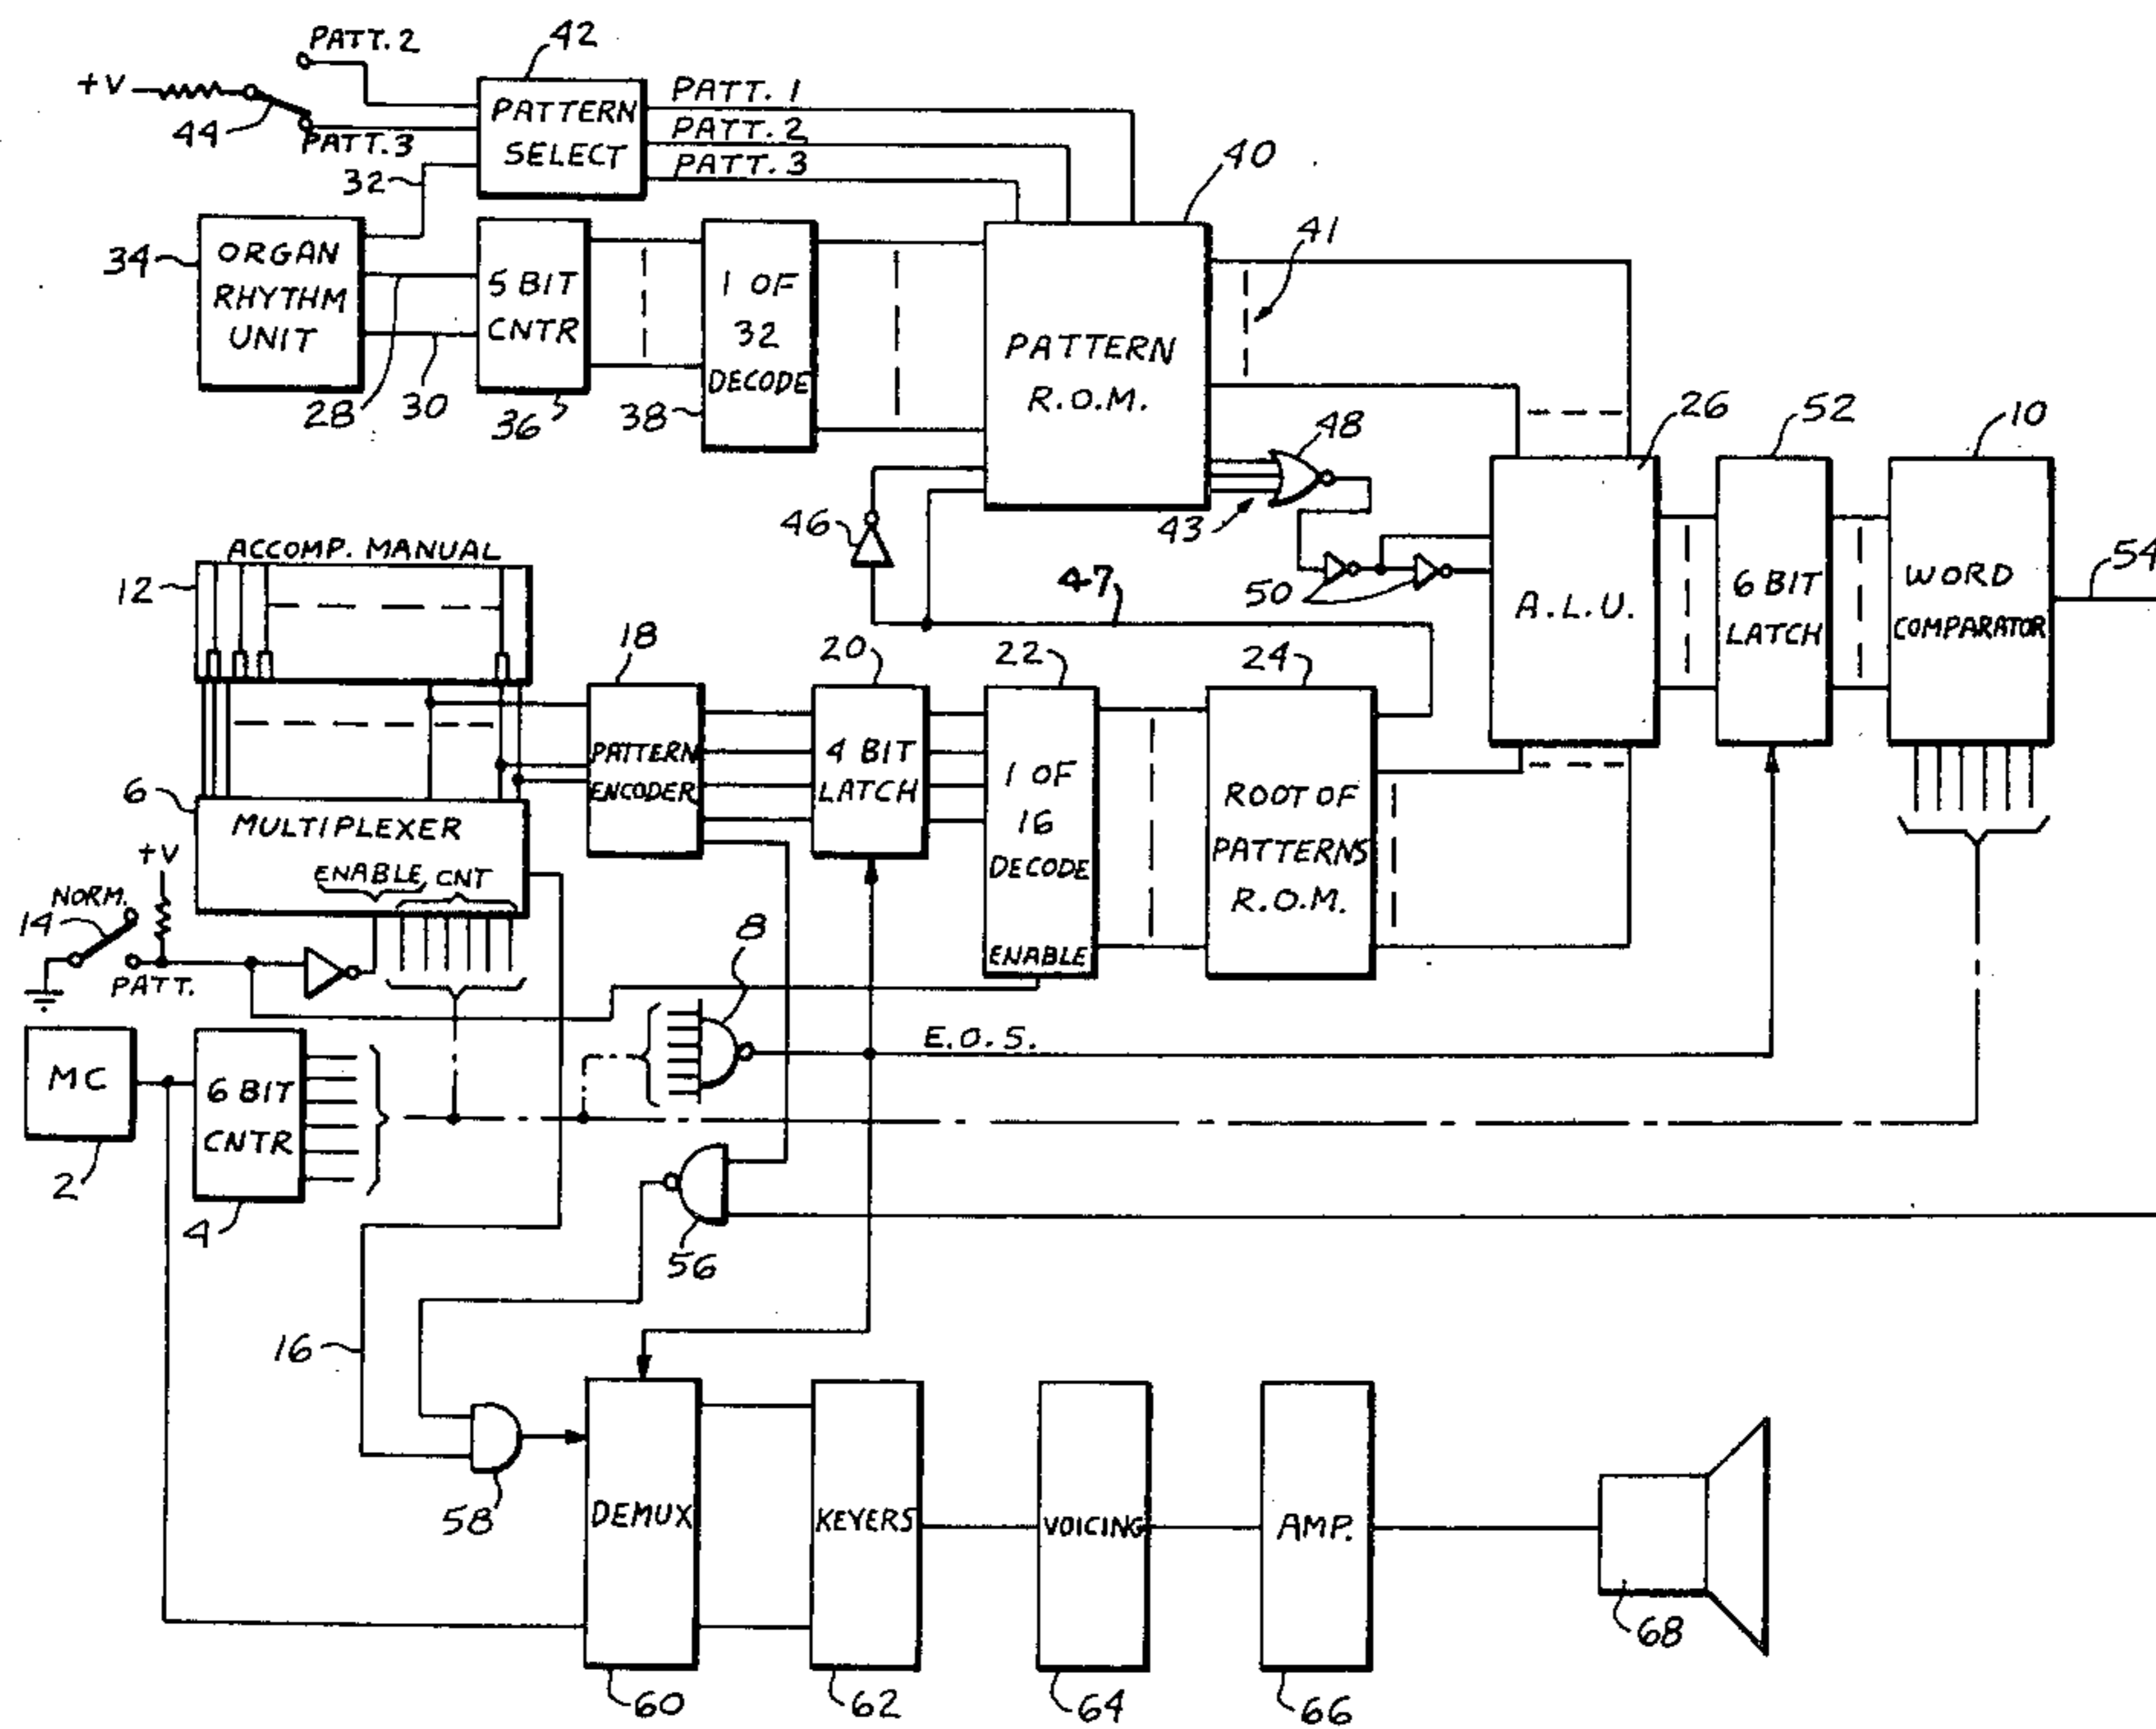 PATT. 2
42
+V
44
PATT. 3
PATTERN
SELECT
PATT. 1
PATT. 2
PATT. 3
32
40
41
34
ORGAN
RHYTHM
UNIT
5 BIT
CNTR
1 OF
32
DECODE
PATTERN
R.O.M.
28
30
36
38
48
26
52
10
46
43
ACCOMP. MANUAL
12
47
50
A.L.U.
6 BIT
LATCH
WORD
COMPARATOR
54
18
20
22
24
PATTERN
ENCODER
4 BIT
LATCH
1 OF
16
DECODE
ENABLE
ROOT OF
PATTERNS
R.O.M.
6
MULTIPLEXER
ENABLE CNT
+V
NORM.
14
PATT.
8
E.O.S.
MC
2
6 BIT
CNTR
4
56
16
58
DEMUX
KEYERS
VOICING
AMP.
60
62
64
66
68